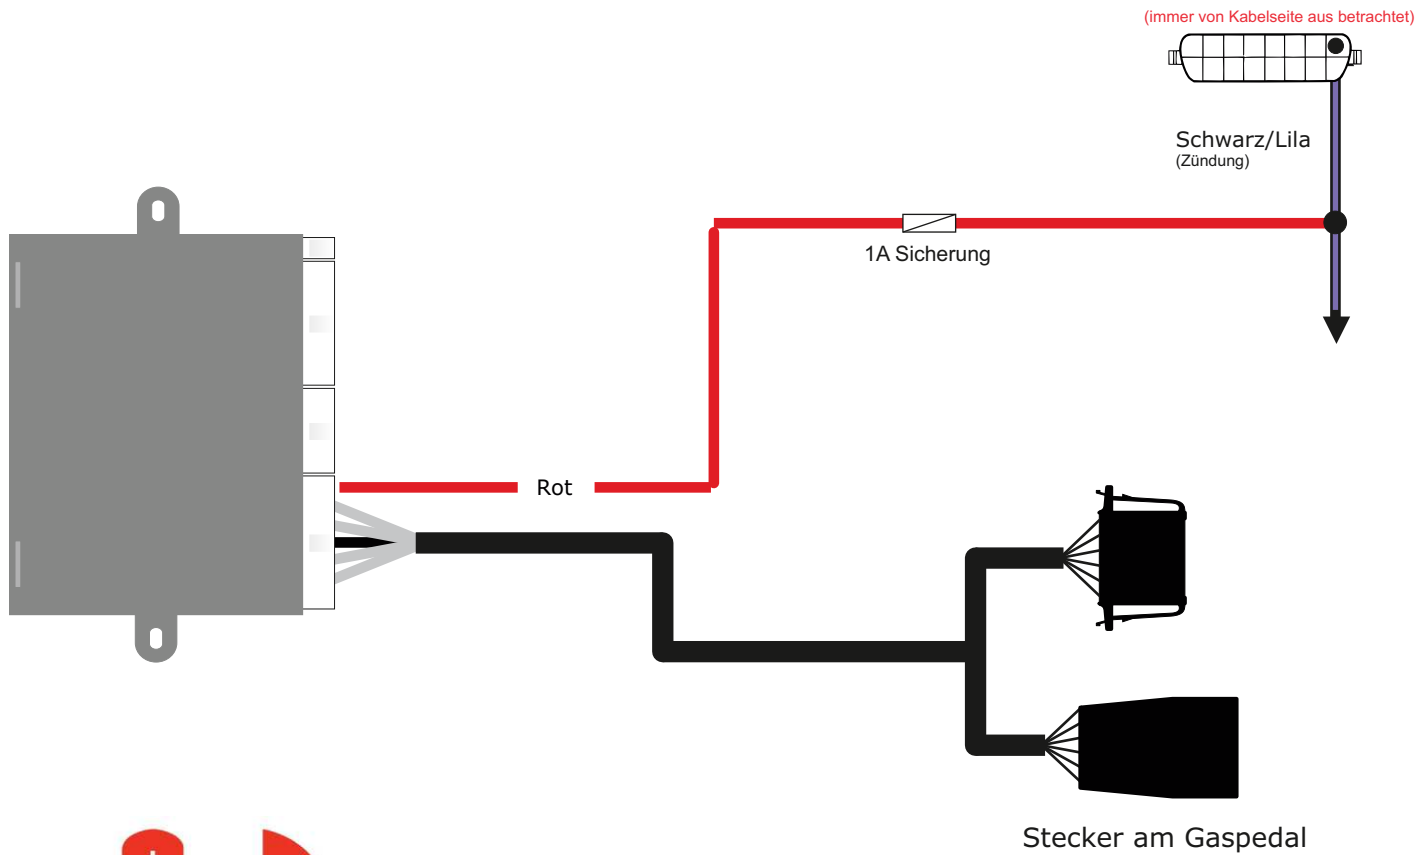 (immer von Kabelseite aus betrachtet)
Schwarz/Lila
(Zündung)
1A Sicherung
Rot
Stecker am Gaspedal